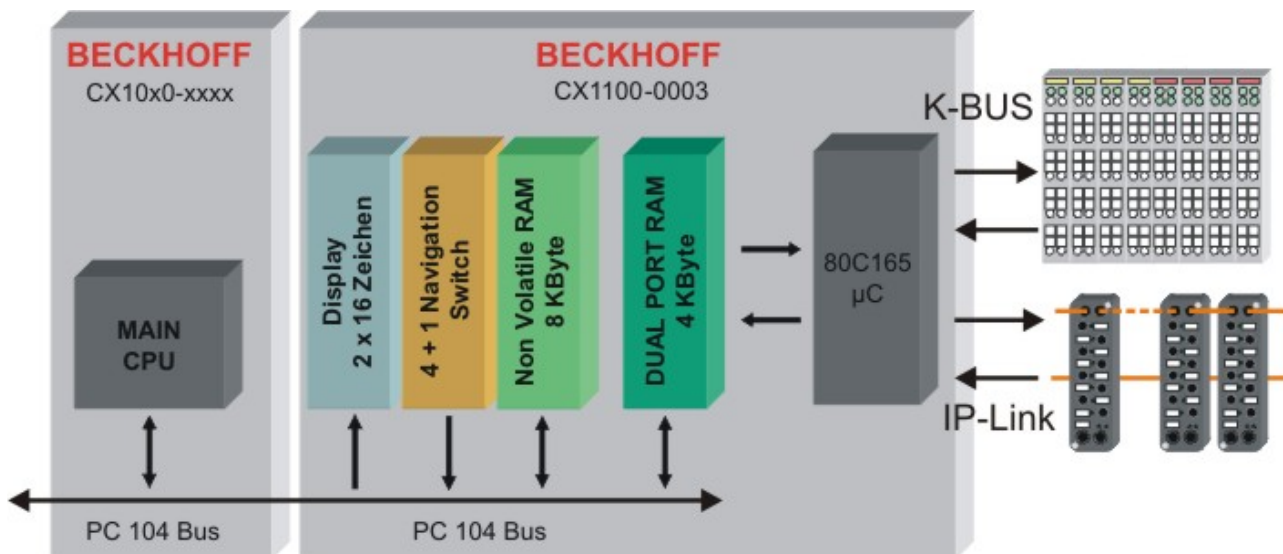 BECKHOFF
CX10x0-xxxx
MAIN
CPU
PC 104 Bus
BECKHOFF
CX1100-0003
Display
2 x 16 Zeichen
4 + 1 Navigation
Switch
Non Volatile RAM
8 KByte
DUAL PORT RAM
4 KByte
80C165
µC
PC 104 Bus
K-BUS
IP-Link